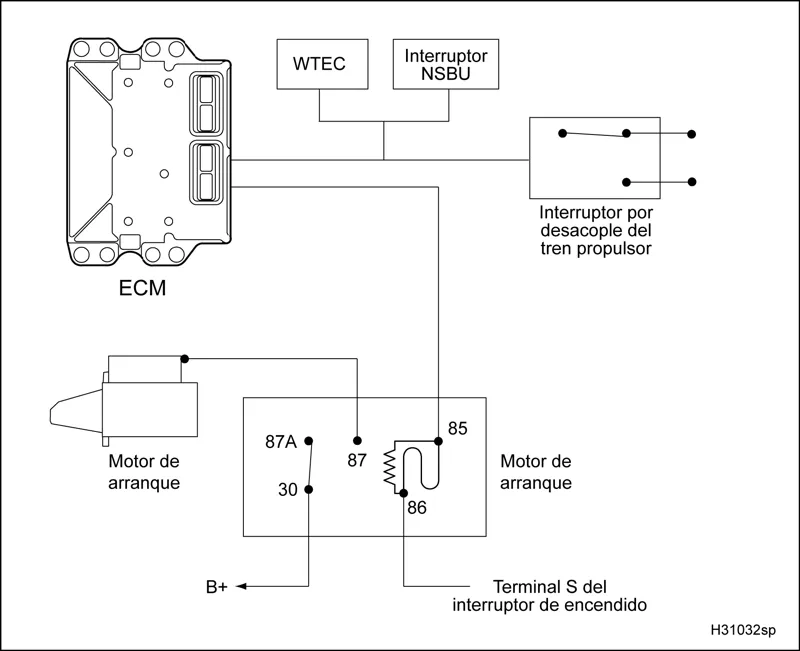 WTEC
Interruptor
NSBU
Interruptor por
desacople del
tren propulsor
ECM
Motor de
arranque
87A
87
85
30
86
Motor de
arranque
B+
Terminal S del
interruptor de encendido
H31032sp